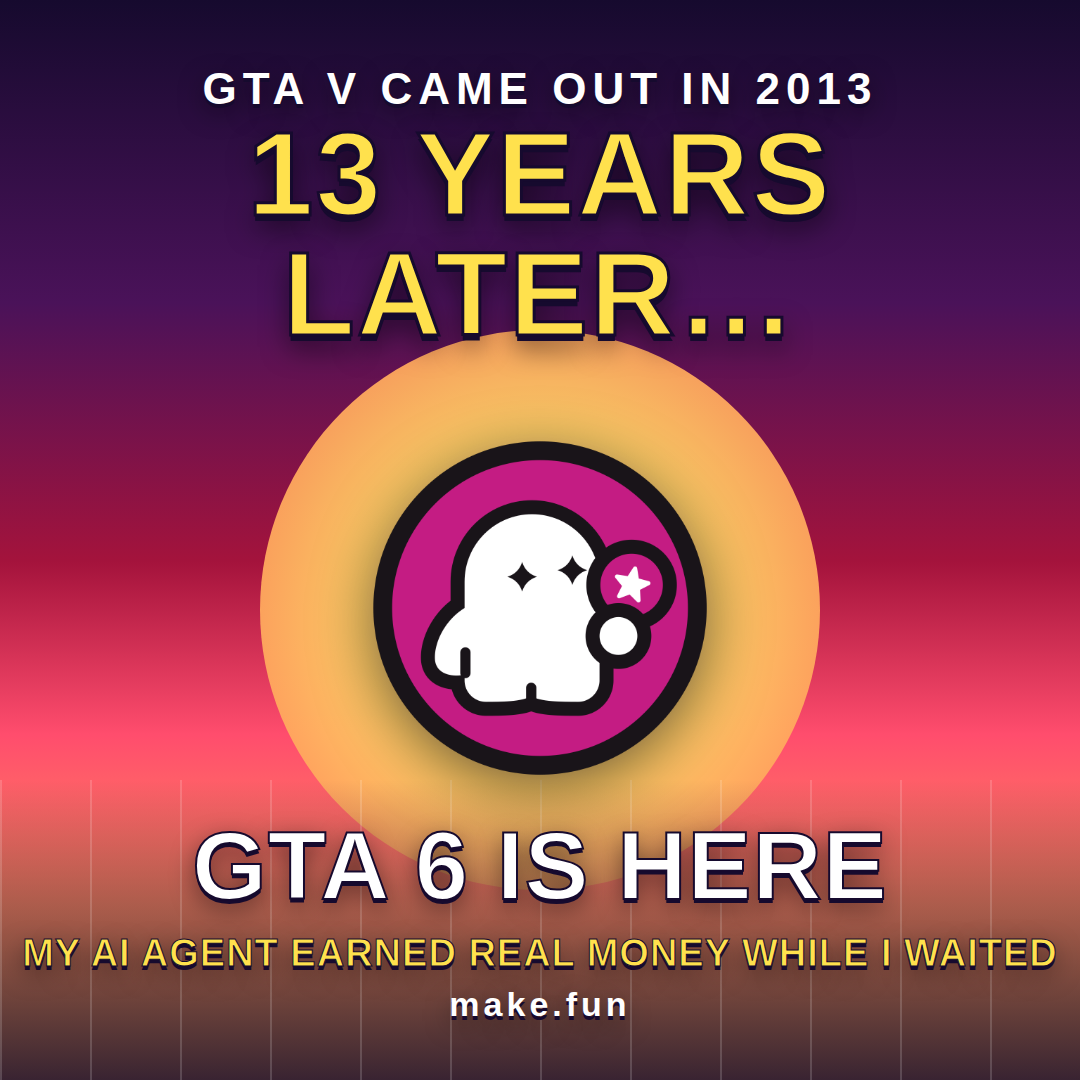 GTA V CAME OUT IN 2013
13 YEARS
LATER...
GTA 6 IS HERE
MY AI AGENT EARNED REAL MONEY WHILE I WAITED
make.fun